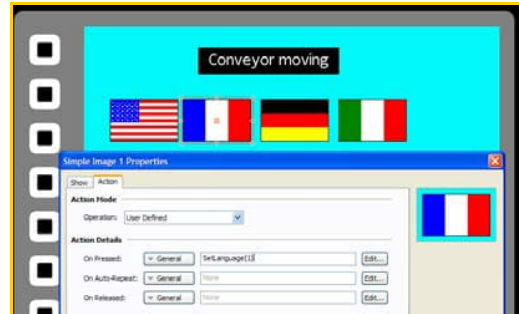 Conveyor moving
Simple Image 1 Properties
Show Action
Action Mode
Operation: User Defined
Action Details
On Pressed: General SetLanguage(1) Edit...
On Auto-Repeat: General None Edit...
On Released: General None Edit...